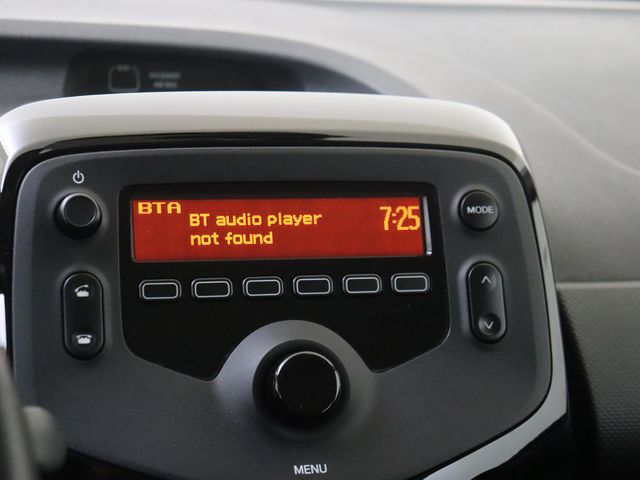 BTA
BT audio player
not found
7:25
MODE
MENU